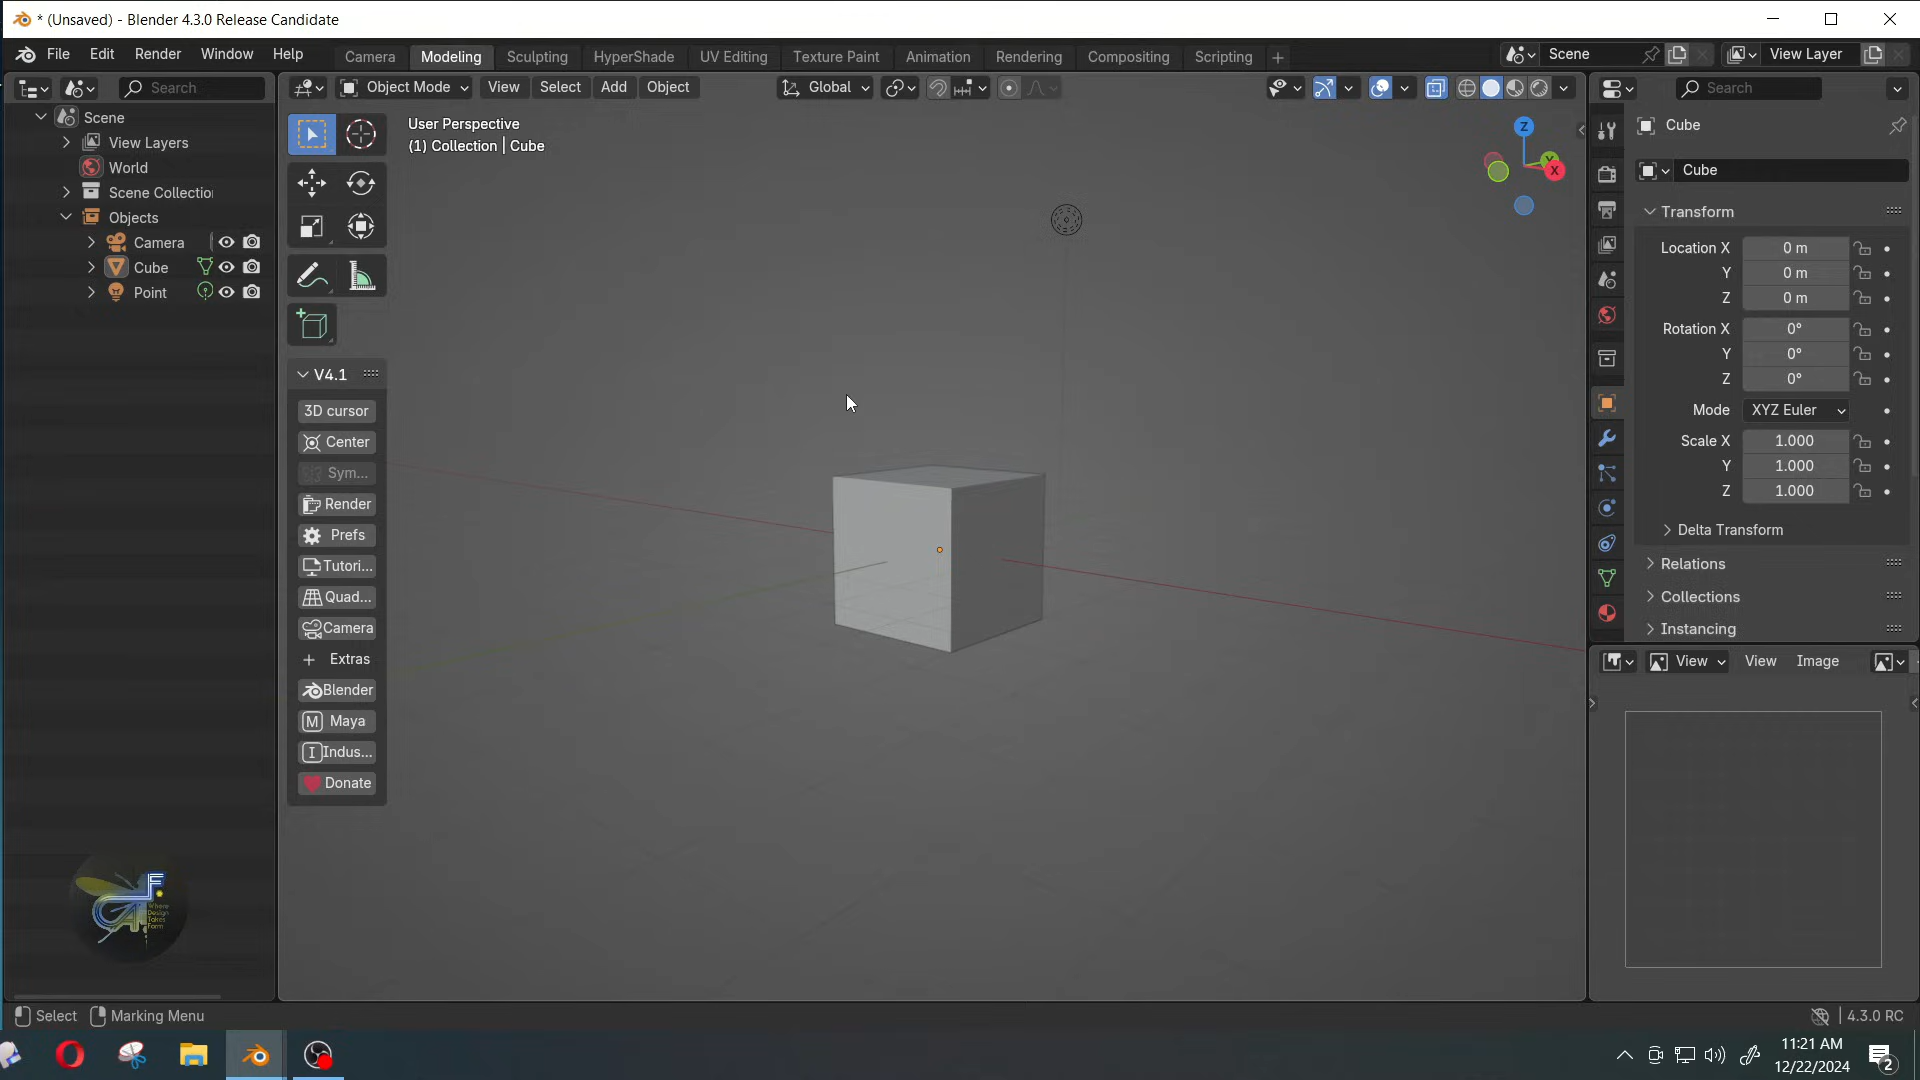 * (Unsaved) - Blender 4.3.0 Release Candidate
File Edit Render Window Help
Camera Modeling Sculpting HyperShade UV Editing Texture Paint Animation Rendering Compositing Scripting +
Scene
View Layer
Search
Object Mode View Select Add Object
Global
Search
Scene
View Layers
World
Scene Collectio
Objects
Camera
Cube
Point
User Perspective
(1) Collection | Cube
Z
Y
X
V4.1
3D cursor
Center
Sym...
Render
Prefs
Tutori...
Quad...
Camera
Extras
Blender
M Maya
I Indus...
Donate
Cube
Cube
Transform
Location X 0 m
Y 0 m
Z 0 m
Rotation X 0°
Y 0°
Z 0°
Mode XYZ Euler
Scale X 1.000
Y 1.000
Z 1.000
Delta Transform
Relations
Collections
Instancing
View View Image
Where
Design
Takes
Form
Select Marking Menu
4.3.0 RC
11:21 AM
12/22/2024
2